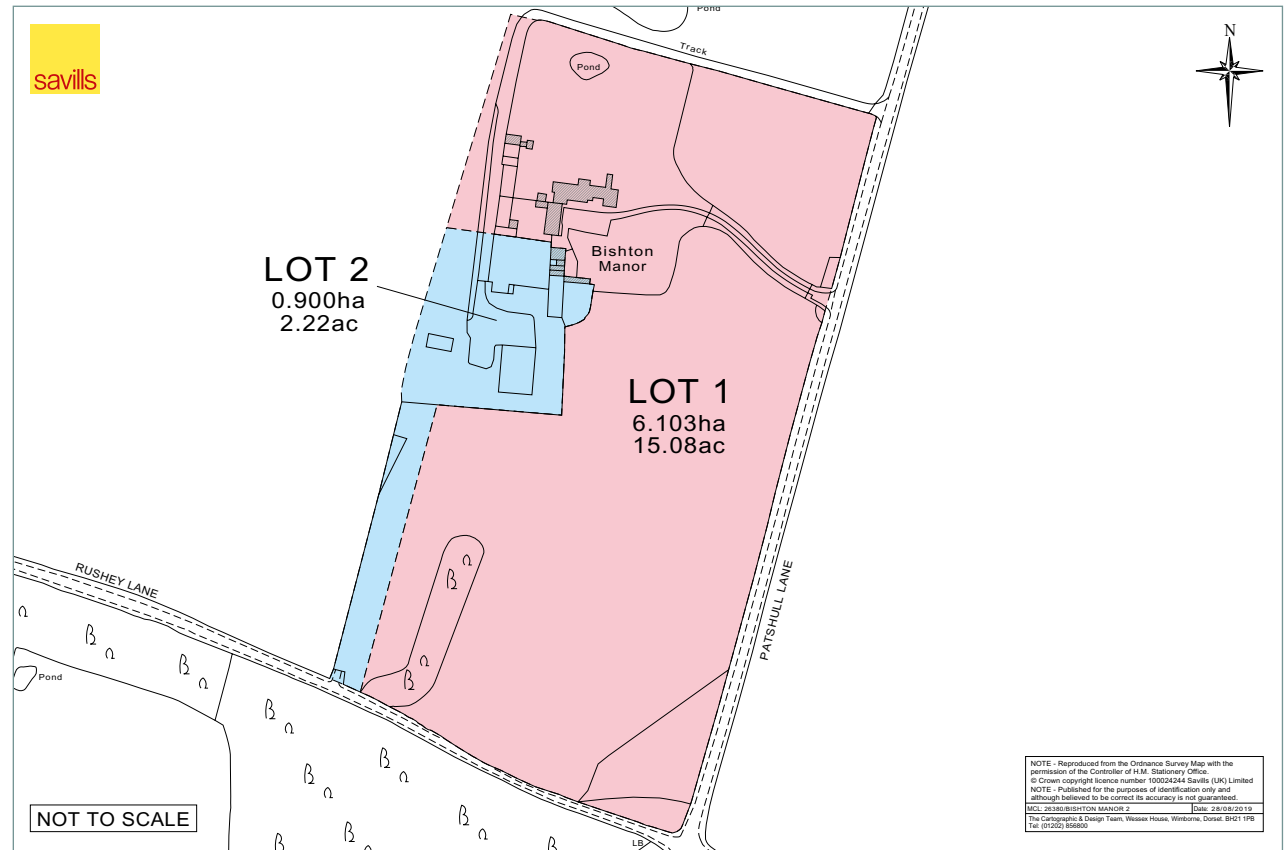 savills
Pond
Track
N
Pond
Bishton
Manor
LOT 2
0.900ha
2.22ac
LOT 1
6.103ha
15.08ac
PATSHULL LANE
RUSHEY LANE
Pond
LB
NOT TO SCALE
NOTE - Reproduced from the Ordnance Survey Map with the
permission of the Controller of H.M. Stationery Office.
© Crown copyright licence number 100024244 Savills (UK) Limited
NOTE - Published for the purposes of identification only and
although believed to be correct its accuracy is not guaranteed.
MCL: 26380/BISHTON MANOR 2 Date: 28/08/2019
The Cartographic & Design Team, Wessex House, Wimborne, Dorset. BH21 1PB
Tel: (01202) 856800